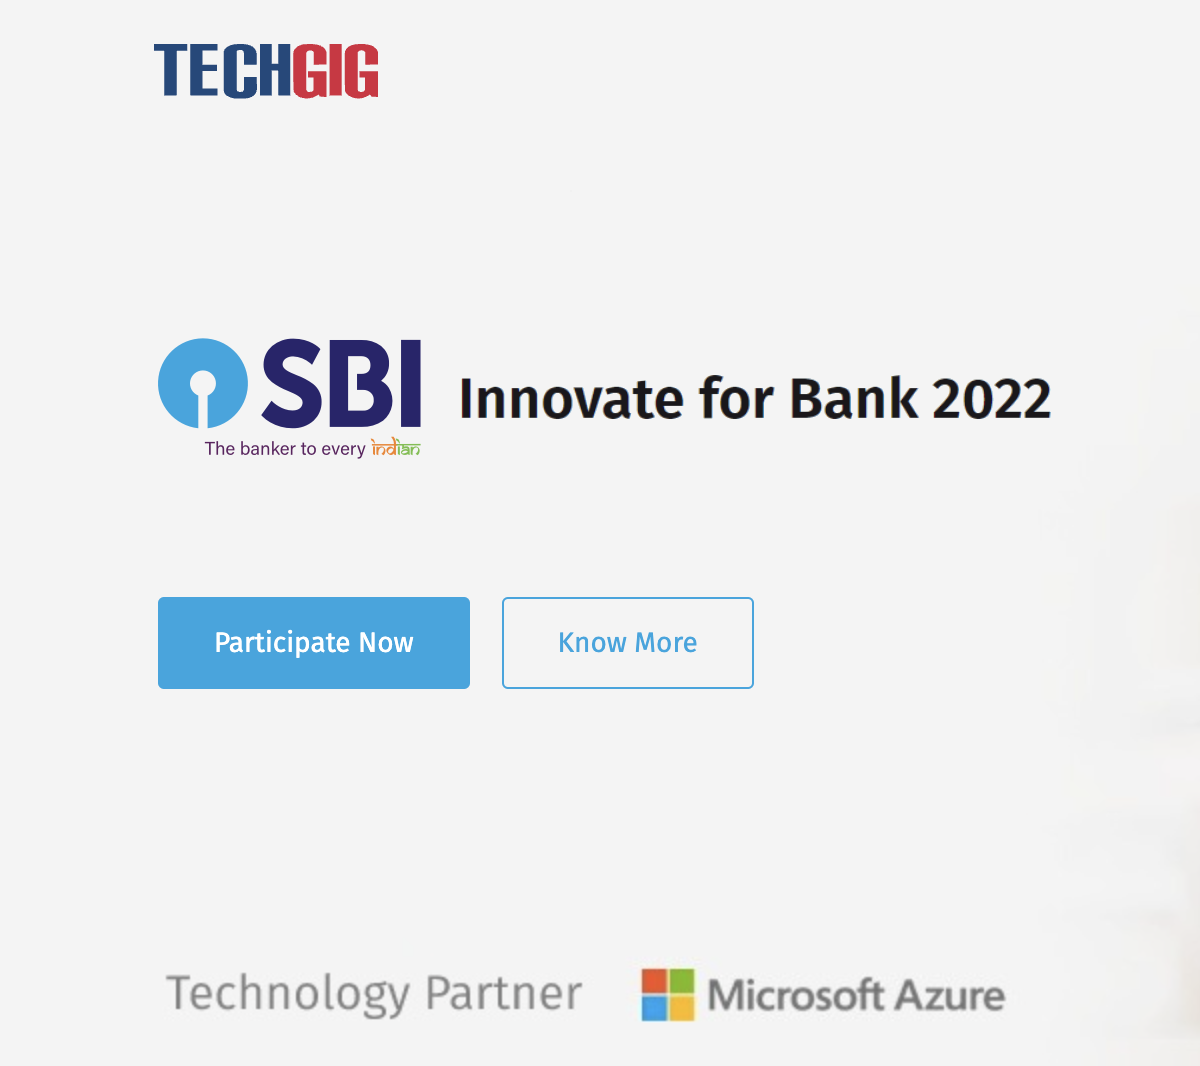 TECHGIG
SBI
The banker to every indian
Innovate for Bank 2022
Participate Now
Know More
Technology Partner
Microsoft Azure